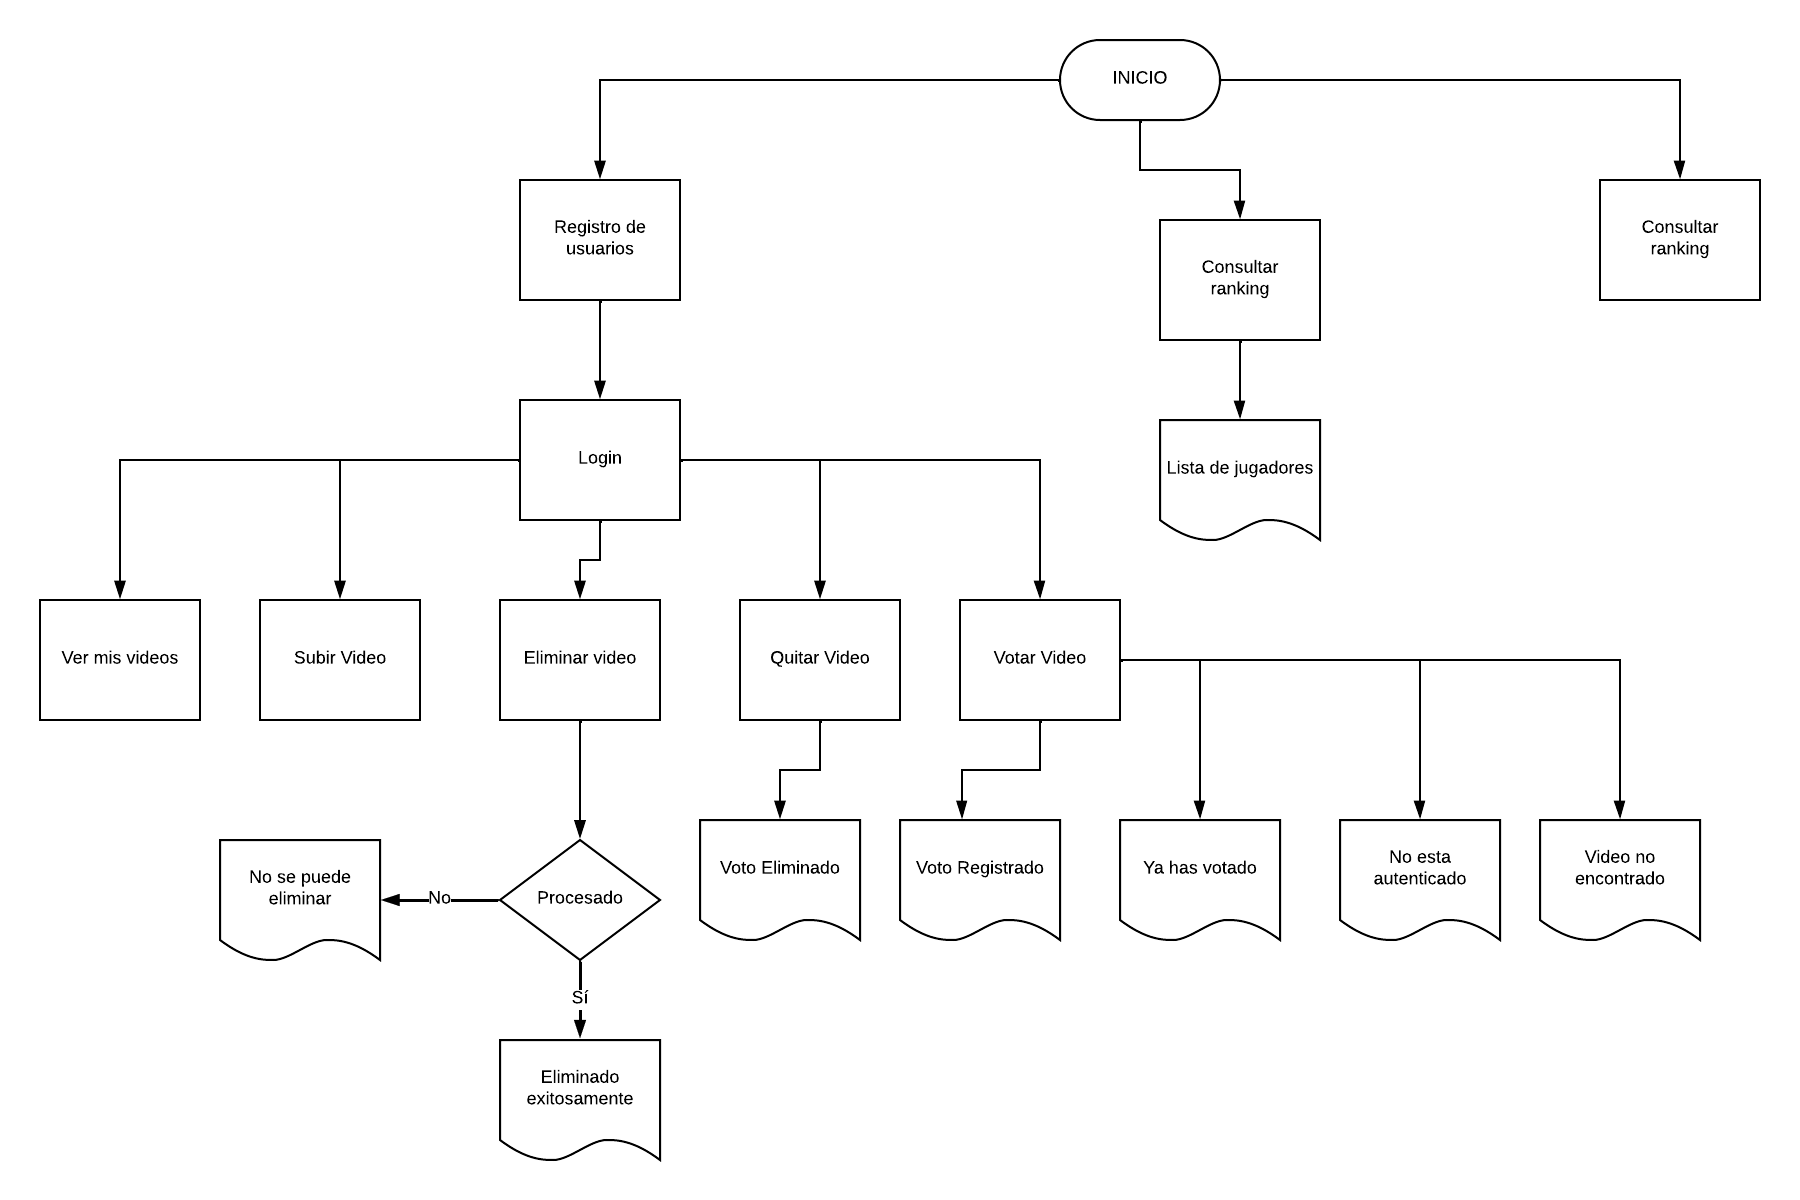 INICIO
Registro de
usuarios
Consultar
ranking
Consultar
ranking
Login
Lista de jugadores
Ver mis videos
Subir Video
Eliminar video
Quitar Video
Votar Video
No se puede
eliminar
No
Procesado
Voto Eliminado
Voto Registrado
Ya has votado
No esta
autenticado
Video no
encontrado
Sí
Eliminado
exitosamente